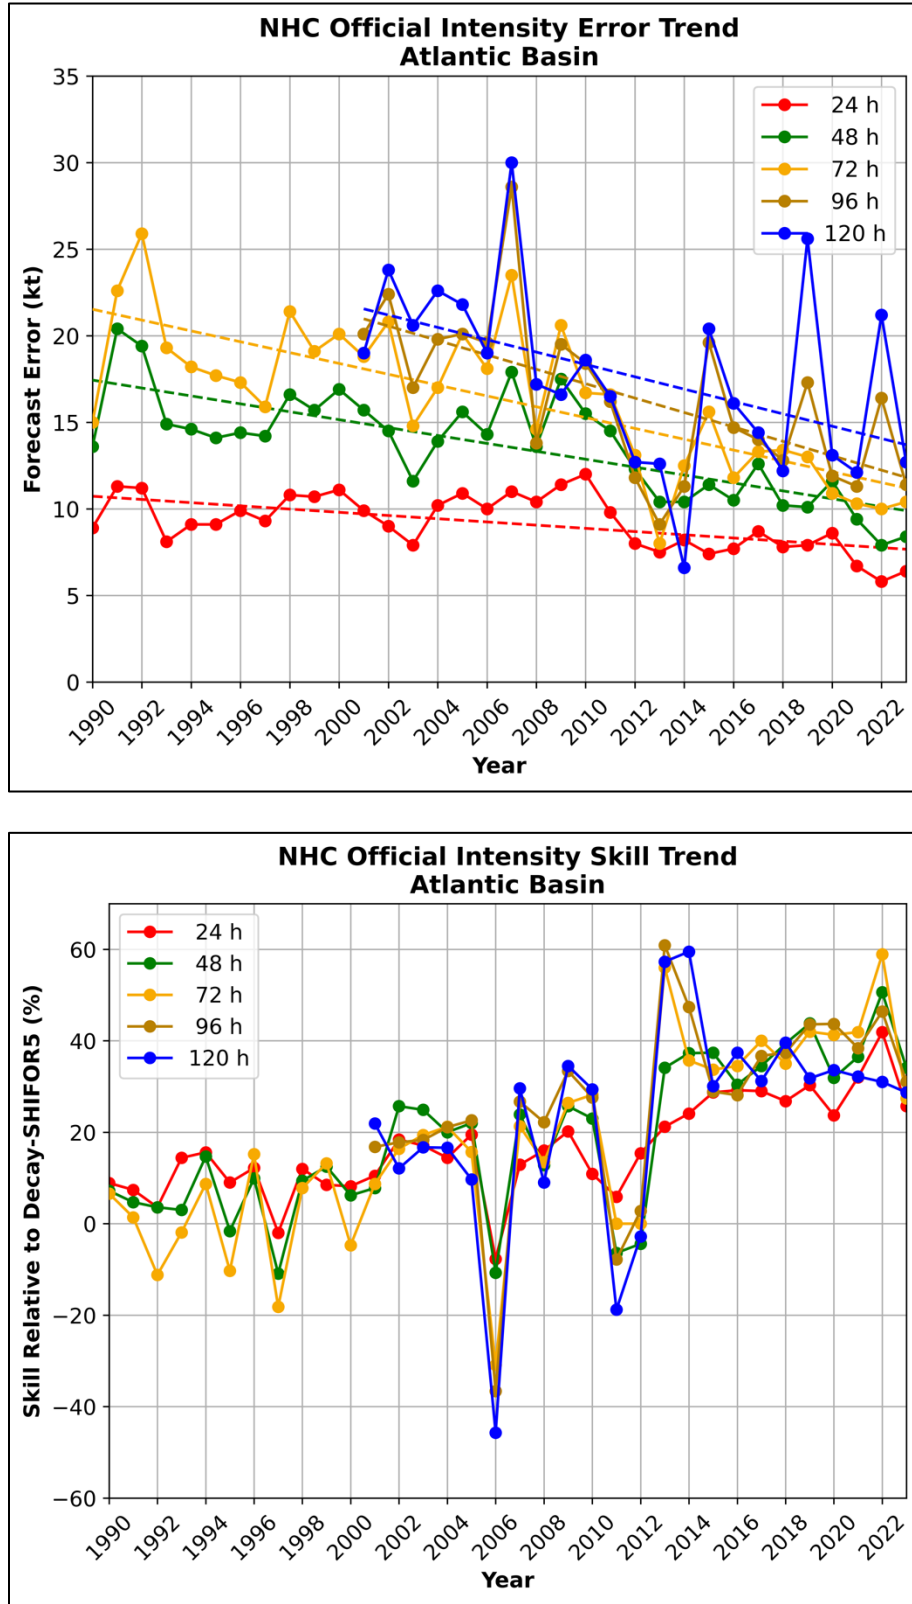 NHC Official Intensity Error Trend
Atlantic Basin
35
30
25
20
15
10
5
0
Forecast Error (kt)
24 h
48 h
72 h
96 h
120 h
1990 1992 1994 1996 1998 2000 2002 2004 2006 2008 2010 2012 2014 2016 2018 2020 2022
Year
NHC Official Intensity Skill Trend
Atlantic Basin
60
40
20
0
−20
−40
−60
Skill Relative to Decay-SHIFOR5 (%)
24 h
48 h
72 h
96 h
120 h
1990 1992 1994 1996 1998 2000 2002 2004 2006 2008 2010 2012 2014 2016 2018 2020 2022
Year